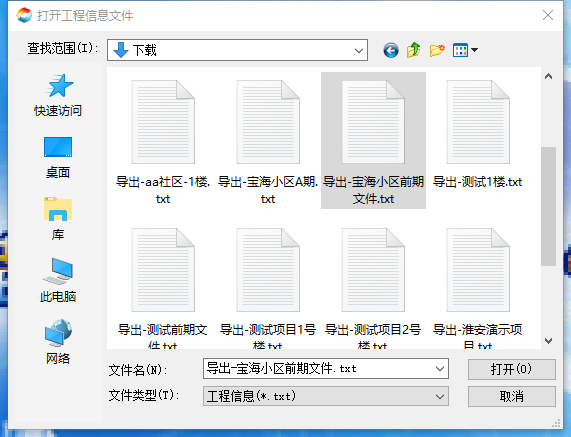 打开工程信息文件
查找范围(I):
下载
快速访问
桌面
库
此电脑
网络
导出-aa社区-1楼.
txt
导出-宝海小区A期.
txt
导出-宝海小区前期
文件.txt
导出-测试1楼.txt
导出-测试前期文
件.txt
导出-测试项目1号
楼.txt
导出-测试项目2号
楼.txt
导出-淮安演示项
目.txt
文件名(N):
导出-宝海小区前期文件.txt
打开(O)
文件类型(T):
工程信息(*.txt)
取消